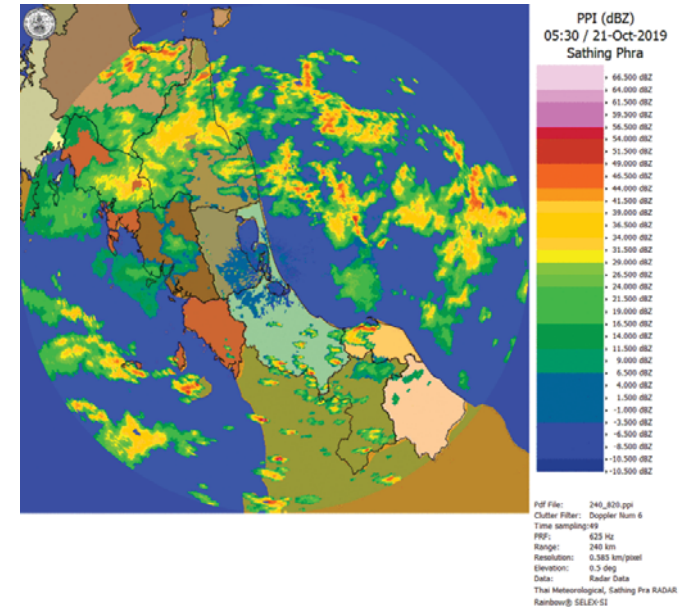 PPI (dBZ)
05:30 / 21-Oct-2019
Sathing Phra
66.500 dBZ
64.000 dBZ
61.500 dBZ
59.500 dBZ
56.500 dBZ
54.000 dBZ
51.500 dBZ
49.000 dBZ
46.500 dBZ
44.000 dBZ
41.500 dBZ
39.000 dBZ
36.500 dBZ
34.000 dBZ
31.500 dBZ
29.000 dBZ
26.500 dBZ
24.000 dBZ
21.500 dBZ
19.000 dBZ
16.500 dBZ
14.000 dBZ
11.500 dBZ
9.000 dBZ
6.500 dBZ
4.000 dBZ
1.500 dBZ
-1.000 dBZ
-3.500 dBZ
-6.500 dBZ
-8.500 dBZ
-10.500 dBZ
-10.500 dBZ
Pdf File: 240_820.ppi
Clutter Filter: Doppler Num 6
Time sampling:49
PRF: 625 Hz
Range: 240 km
Resolution: 0.585 km/pixel
Elevation: 0.5 deg
Data: Radar Data
Thai Meteorological, Sathing Pra RADAR
Rainbow® SELEX-SI